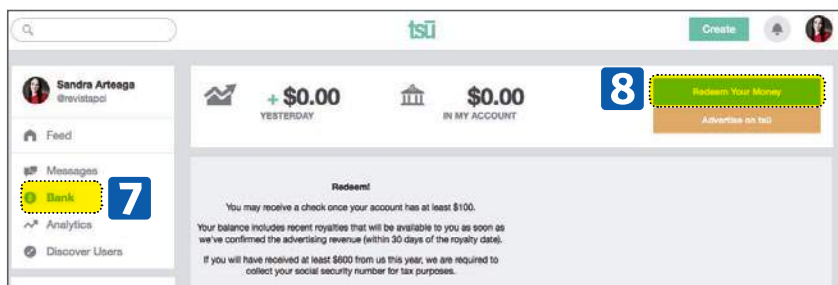 tsū
Create
Sandra Arteaga
@revistapci
Feed
Messages
Bank
7
Analytics
Discover Users
+ $0.00
YESTERDAY
$0.00
IN MY ACCOUNT
8
Redeem Your Money
Advertise on tsū
Redeem!
You may receive a check once your account has at least $100.
Your balance includes recent royalties that will be available to you as soon as
we've confirmed the advertising revenue (within 30 days of the royalty date).
If you will have received at least $600 from us this year, we are required to
collect your social security number for tax purposes.